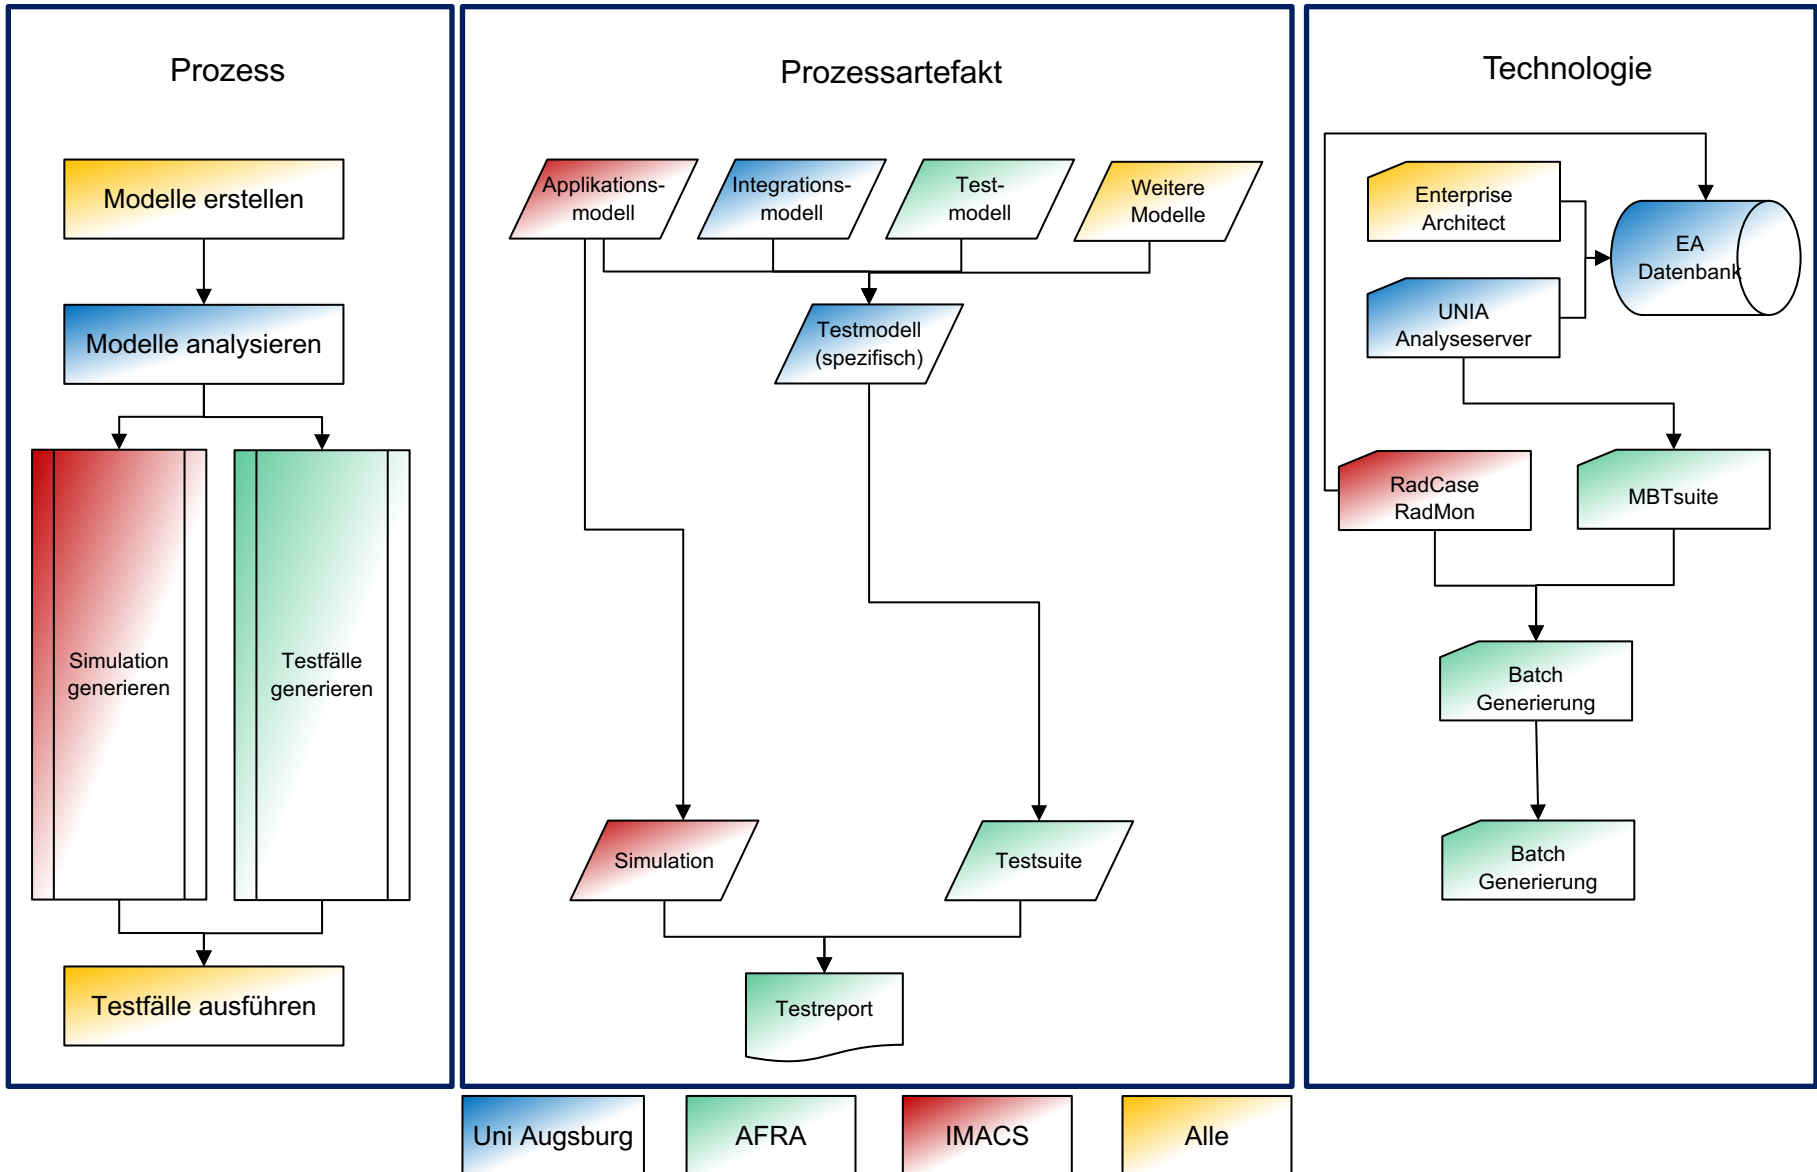 Prozess
Modelle erstellen
Modelle analysieren
Simulation
generieren
Testfälle
generieren
Testfälle ausführen
Prozessartefakt
Applikations-
modell
Integrations-
modell
Test-
modell
Weitere
Modelle
Testmodell
(spezifisch)
Simulation
Testsuite
Testreport
Technologie
Enterprise
Architect
EA
Datenbank
UNIA
Analyseserver
RadCase
RadMon
MBTsuite
Batch
Generierung
Batch
Generierung
Uni Augsburg
AFRA
IMACS
Alle